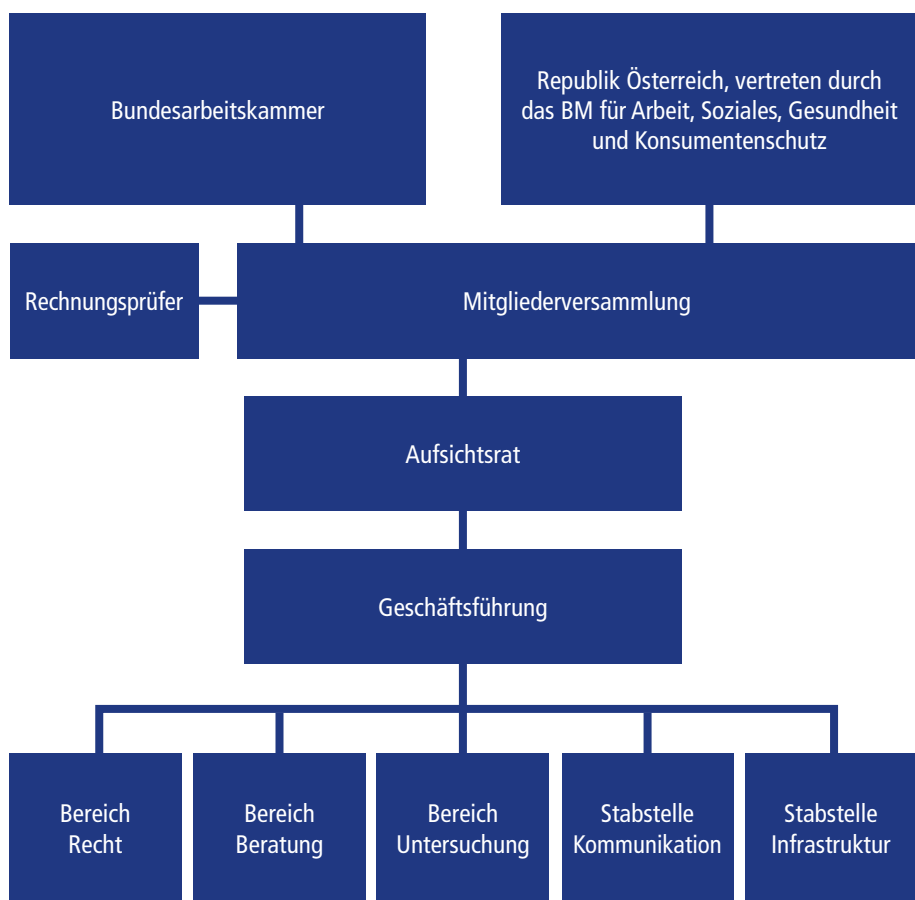 Bundesarbeitskammer
Republik Österreich, vertreten durch
das BM für Arbeit, Soziales, Gesundheit
und Konsumentenschutz
Rechnungsprüfer
Mitgliederversammlung
Aufsichtsrat
Geschäftsführung
Bereich
Recht
Bereich
Beratung
Bereich
Untersuchung
Stabstelle
Kommunikation
Stabstelle
Infrastruktur